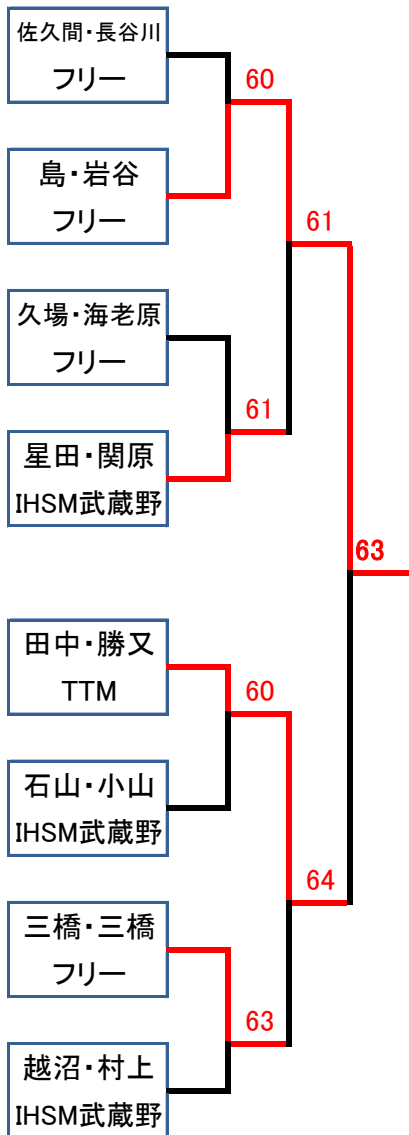 佐久間・長谷川
フリー
60
島・岩谷
フリー
61
久場・海老原
フリー
61
星田・関原
IHSM武蔵野
63
田中・勝又
TTM
60
石山・小山
IHSM武蔵野
64
三橋・三橋
フリー
63
越沼・村上
IHSM武蔵野